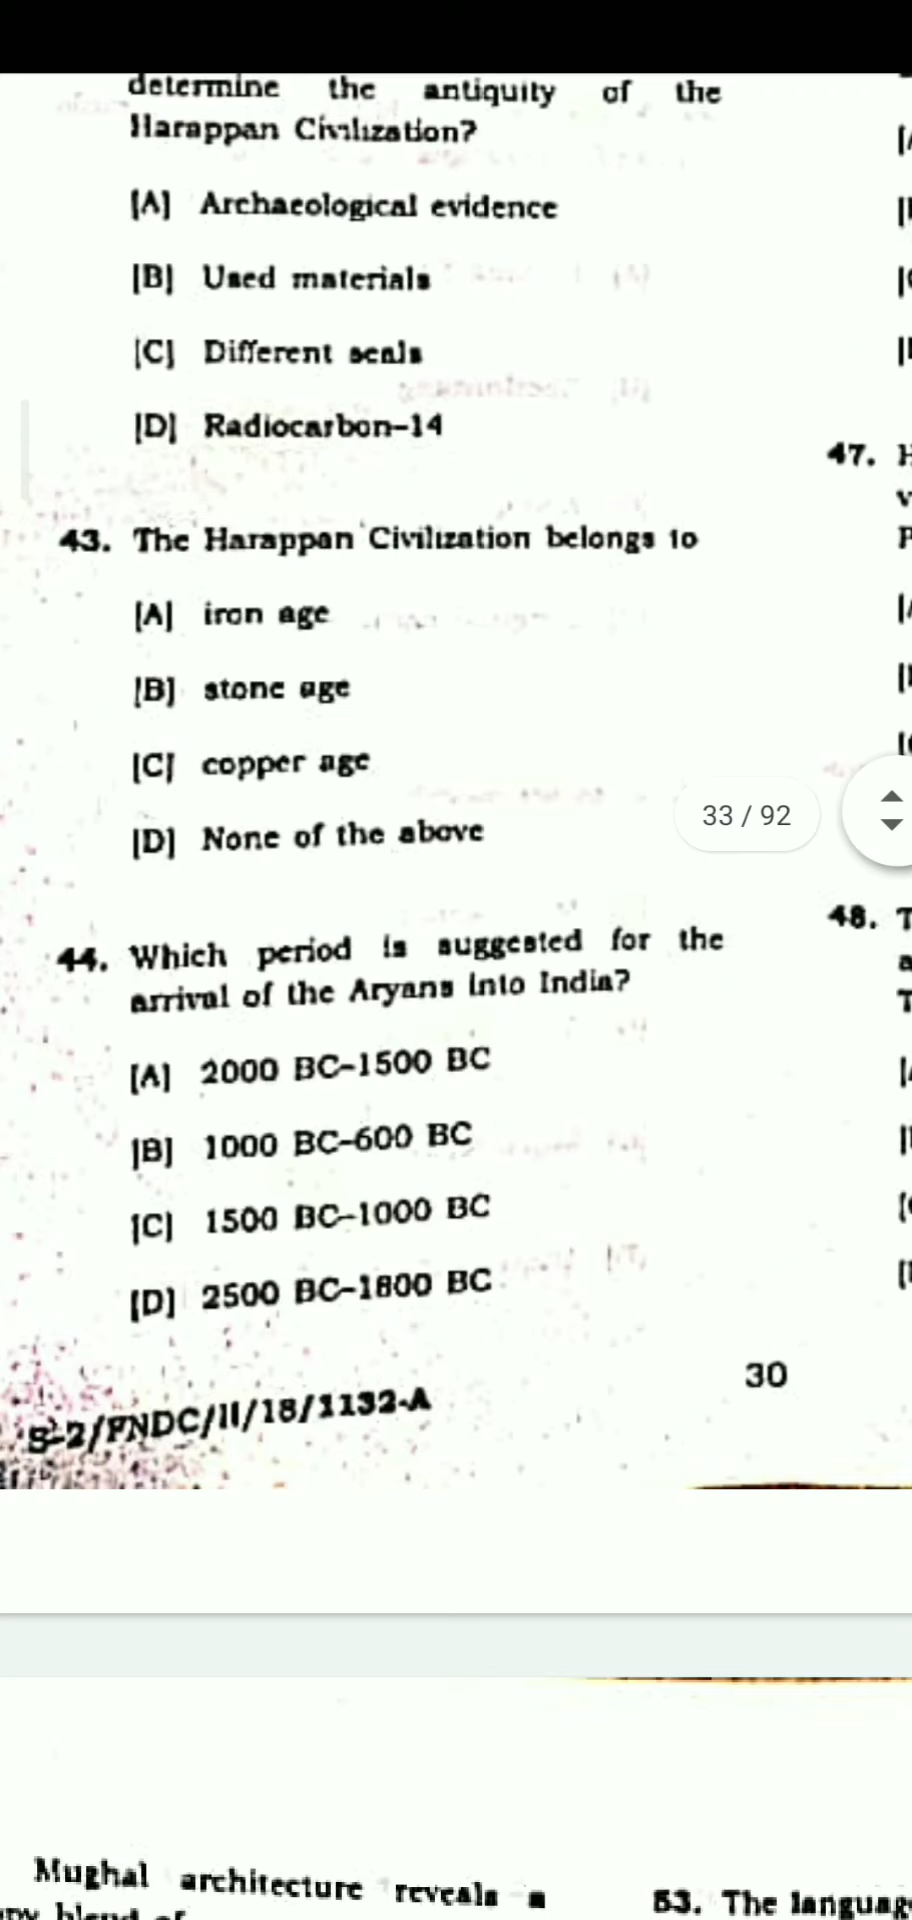 determine the antiquity of the
Harappan Civilization?
[A] Archaeological evidence
[B] Used materials
[C] Different seals
[D] Radiocarbon-14
43. The Harappan Civilization belongs to
[A] iron age
[B] stone age
[C] copper age
[D] None of the above
44. Which period is suggested for the
arrival of the Aryans into India?
[A] 2000 BC-1500 BC
[B] 1000 BC-600 BC
[C] 1500 BC-1000 BC
[D] 2500 BC-1800 BC
S-2/FNDC/II/18/1132-A
30
47.
33 / 92
48. T
Mughal architecture reveals a
of
53. The